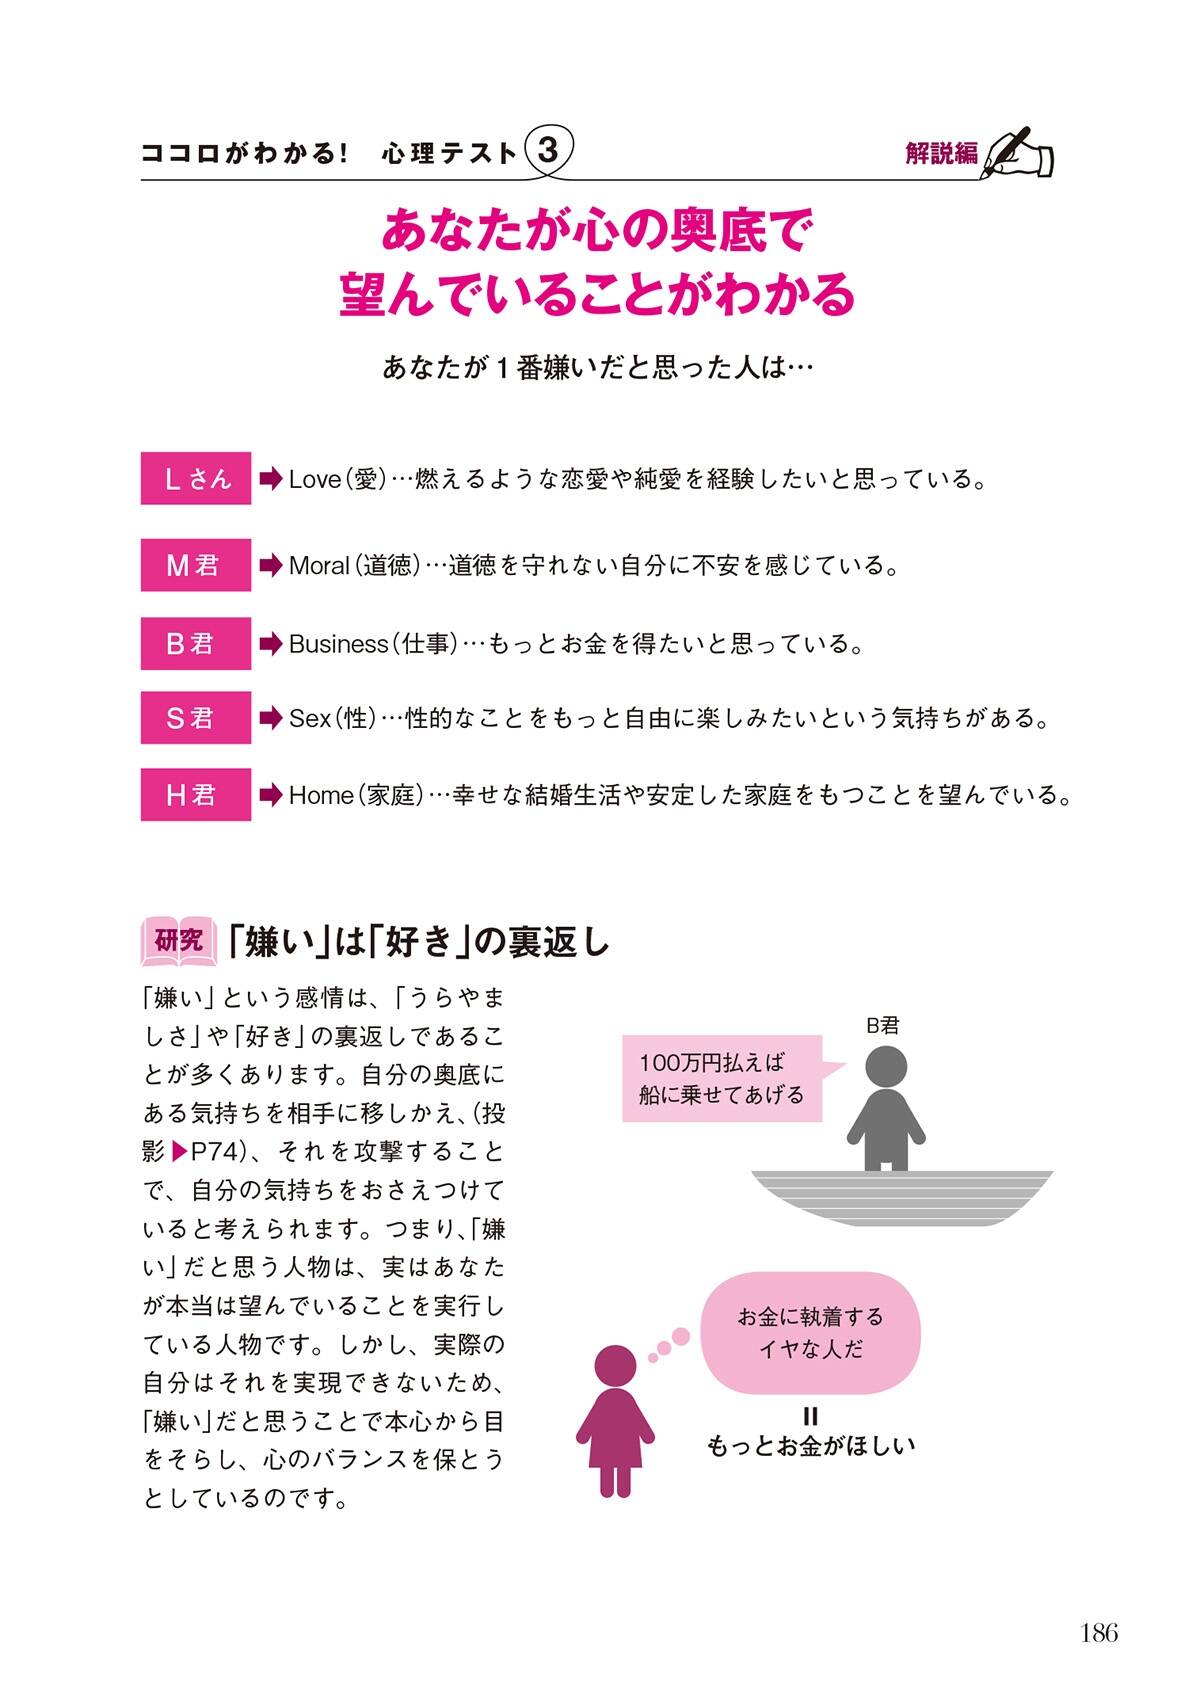 ココロがわかる！ 心理テスト③
解説編
あなたが心の奥底で
望んでいることがわかる
あなたが1番嫌いだと思った人は…
Lさん ➡ Love（愛）…燃えるような恋愛や純愛を経験したいと思っている。
M君 ➡ Moral（道徳）…道徳を守れない自分に不安を感じている。
B君 ➡ Business（仕事）…もっとお金を得たいと思っている。
S君 ➡ Sex（性）…性的なことをもっと自由に楽しみたいという気持ちがある。
H君 ➡ Home（家庭）…幸せな結婚生活や安定した家庭をもつことを望んでいる。
研究 「嫌い」は「好き」の裏返し
「嫌い」という感情は、「うらやま
しさ」や「好き」の裏返しであるこ
とが多くあります。自分の奥底に
ある気持ちを相手に移しかえ、（投
影▶P74）、それを攻撃すること
で、自分の気持ちをおさえつけて
いると考えられます。つまり、「嫌
い」だと思う人物は、実はあなた
が本当は望んでいることを実行し
ている人物です。しかし、実際の
自分はそれを実現できないため、
「嫌い」だと思うことで本心から目
をそらし、心のバランスを保とう
としているのです。
B君
100万円払えば
船に乗せてあげる
お金に執着する
イヤな人だ
＝
もっとお金がほしい
186